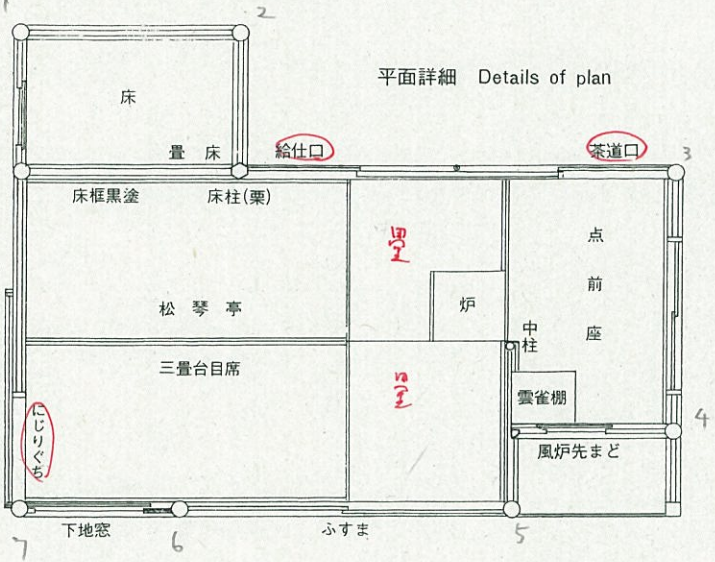 1
2
平面詳細 Details of plan
床
畳 床
給仕口
茶道口
3
床框黒塗
床柱(栗)
畳
点前座
炉
松琴亭
中柱
三畳台目席
畳
雲雀棚
にじりぐち
4
風炉先まど
下地窓
ふすま
5
6
7